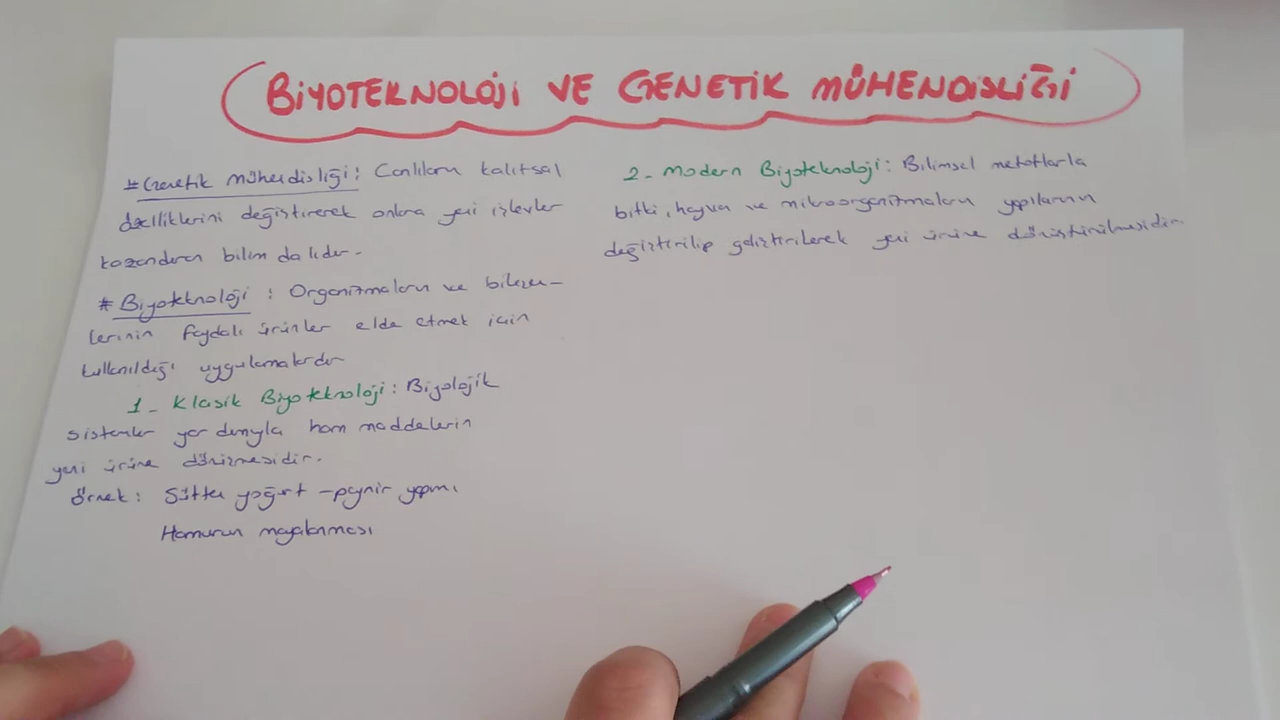 BİYOTEKNOLOJİ VE GENETİK MÜHENDİSLİĞİ
# Genetik mühendisliği : Canlıların kalıtsal
özelliklerini değiştirerek onlara yeni işlevler
kazandıran bilim dalıdır.
# Biyoteknoloji : Organizmaların ve bileşen-
lerinin faydalı ürünler elde etmek için
kullanıldığı uygulamalardır
1- Klasik Biyoteknoloji : Biyolojik
sistemler yardımıyla ham maddelerin
yeni ürüne dönüşmesidir.
Örnek : Sütten yoğurt - peynir yapımı
Hamurun mayalanması
2- Modern Biyoteknoloji : Bilimsel metotlarla
bitki, hayvan ve mikroorganizmaların yapılarının
değiştirilip geliştirilerek yeni ürüne dönüştürülmesidir